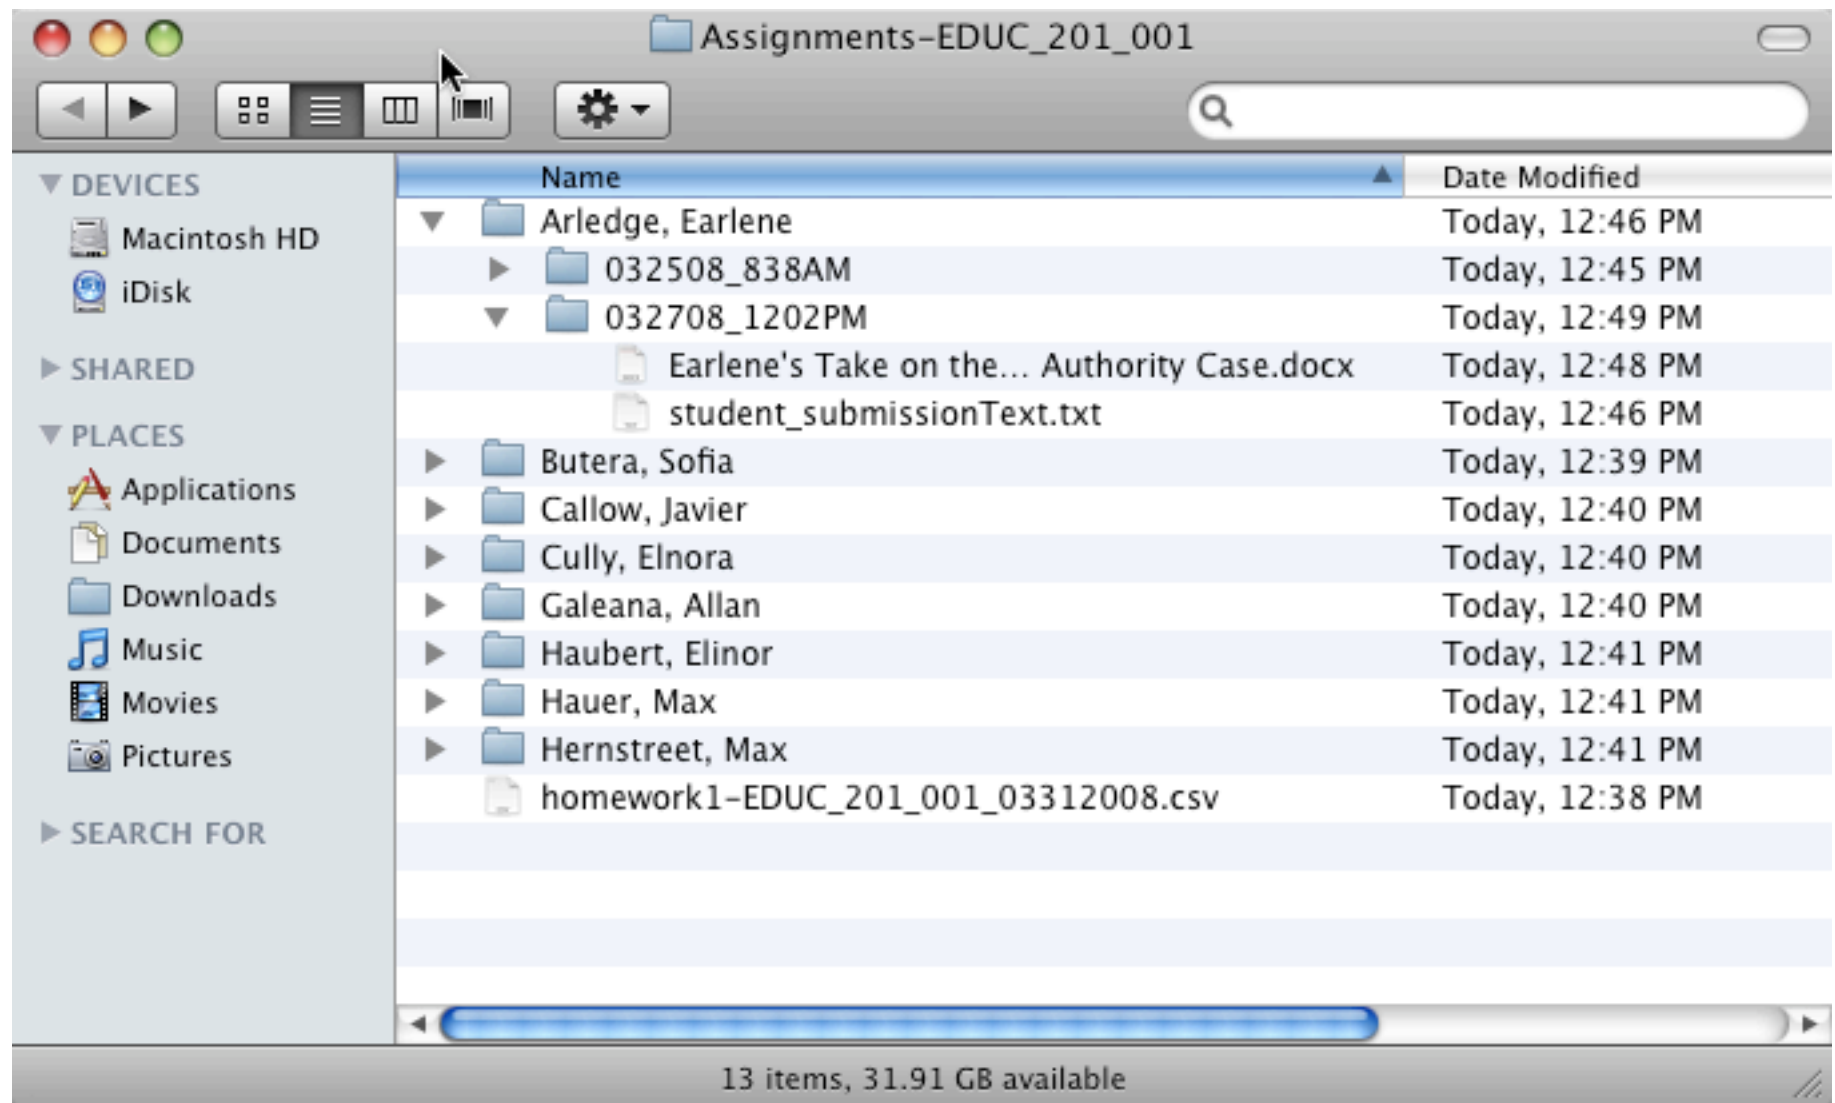 Assignments-EDUC_201_001
DEVICES
Macintosh HD
iDisk
SHARED
PLACES
Applications
Documents
Downloads
Music
Movies
Pictures
SEARCH FOR
Name Date Modified
Arledge, Earlene Today, 12:46 PM
032508_838AM Today, 12:45 PM
032708_1202PM Today, 12:49 PM
Earlene's Take on the... Authority Case.docx Today, 12:48 PM
student_submissionText.txt Today, 12:46 PM
Butera, Sofia Today, 12:39 PM
Callow, Javier Today, 12:40 PM
Cully, Elnora Today, 12:40 PM
Galeana, Allan Today, 12:40 PM
Haubert, Elinor Today, 12:41 PM
Hauer, Max Today, 12:41 PM
Hernstreet, Max Today, 12:41 PM
homework1-EDUC_201_001_03312008.csv Today, 12:38 PM
13 items, 31.91 GB available